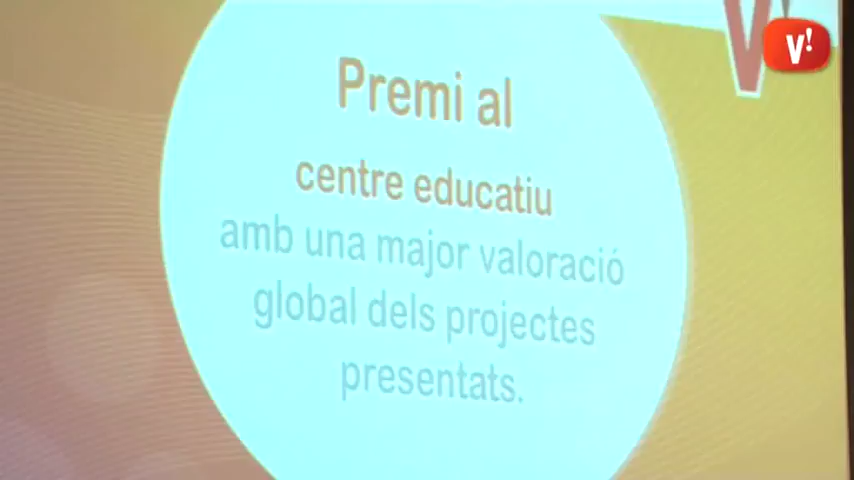 V!
Premi al
centre educatiu
amb una major valoració
global dels projectes
presentats.